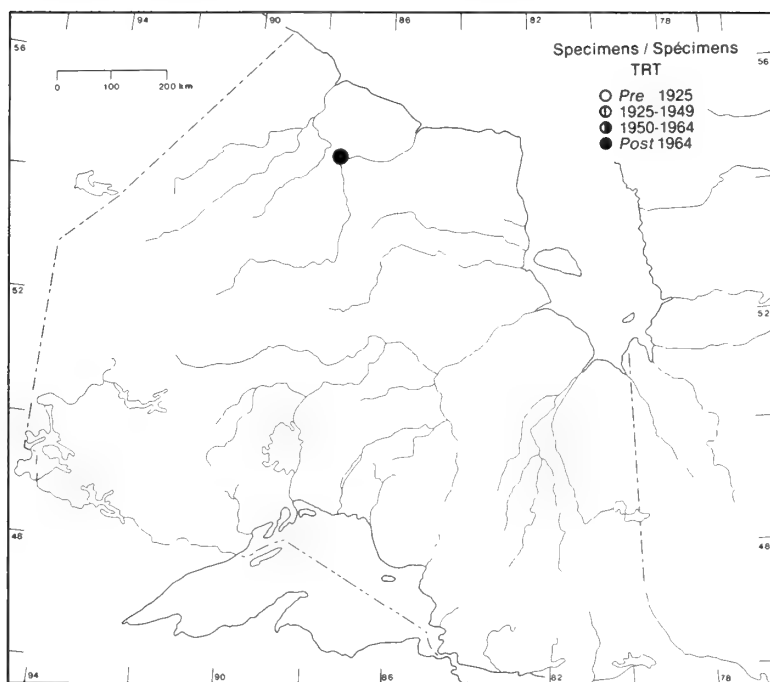 94 90 86 82 78
56 56
Specimens / Spécimens
TRT
Pre 1925
1925-1949
1950-1964
Post 1964
0 100 200 km
52 52
48 48
94 90 86 82 78